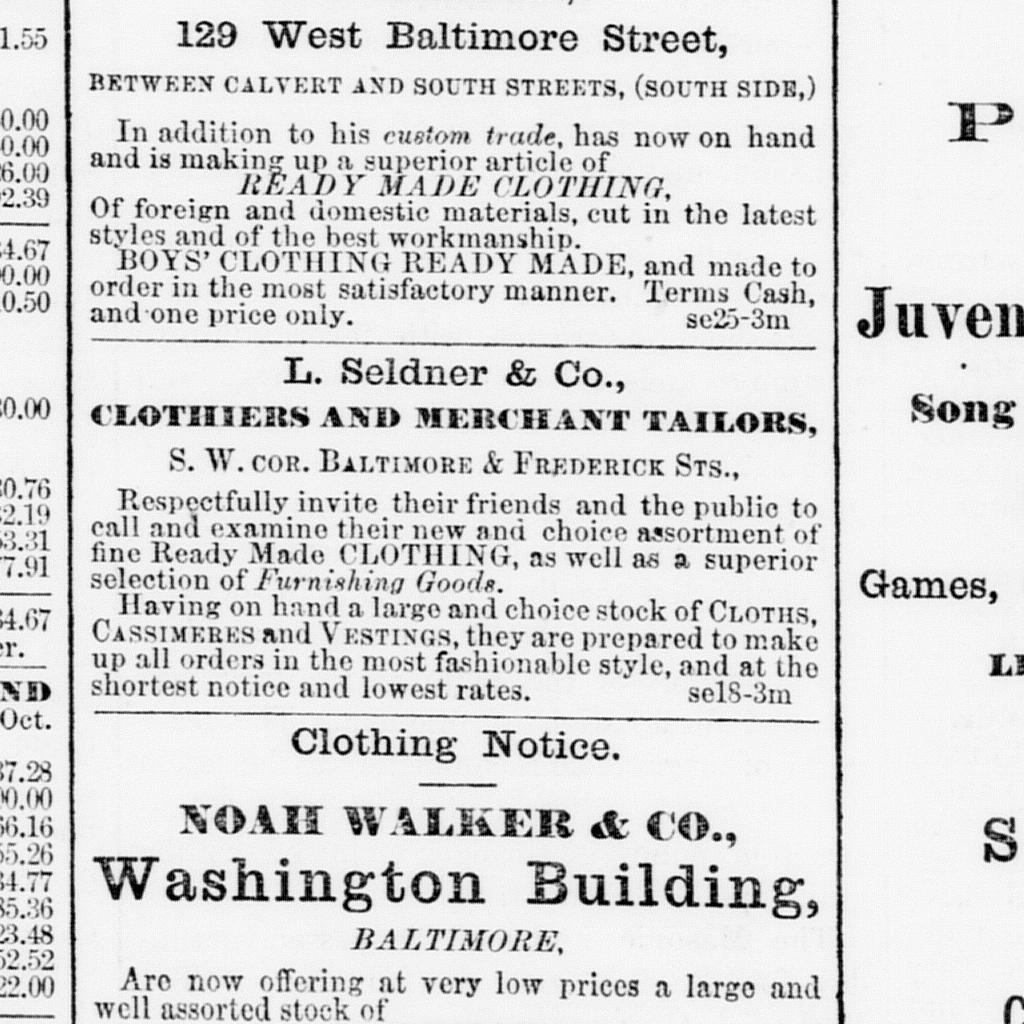 1.55
0.00
0.00
6.00
2.39
4.67
0.00
0.50
0.00
0.76
2.19
3.31
7.91
4.67
er.
ND
Oct.
37.28
00.00
66.16
55.26
34.77
85.36
23.48
52.52
22.00
129 West Baltimore Street,
BETWEEN CALVERT AND SOUTH STREETS, (SOUTH SIDE,)
In addition to his custom trade, has now on hand
and is making up a superior article of
READY MADE CLOTHING,
Of foreign and domestic materials, cut in the latest
styles and of the best workmanship.
BOYS' CLOTHING READY MADE, and made to
order in the most satisfactory manner. Terms Cash,
and one price only. se25-3m
L. Seldner & Co.,
CLOTHIERS AND MERCHANT TAILORS,
S. W. COR. BALTIMORE & FREDERICK STS.,
Respectfully invite their friends and the public to
call and examine their new and choice assortment of
fine Ready Made CLOTHING, as well as a superior
selection of Furnishing Goods.
Having on hand a large and choice stock of CLOTHS,
CASSIMERES and VESTINGS, they are prepared to make
up all orders in the most fashionable style, and at the
shortest notice and lowest rates. se18-3m
Clothing Notice.
NOAH WALKER & CO.,
Washington Building,
BALTIMORE,
Are now offering at very low prices a large and
well assorted stock of
P
Juven
Song
Games,
LI
S